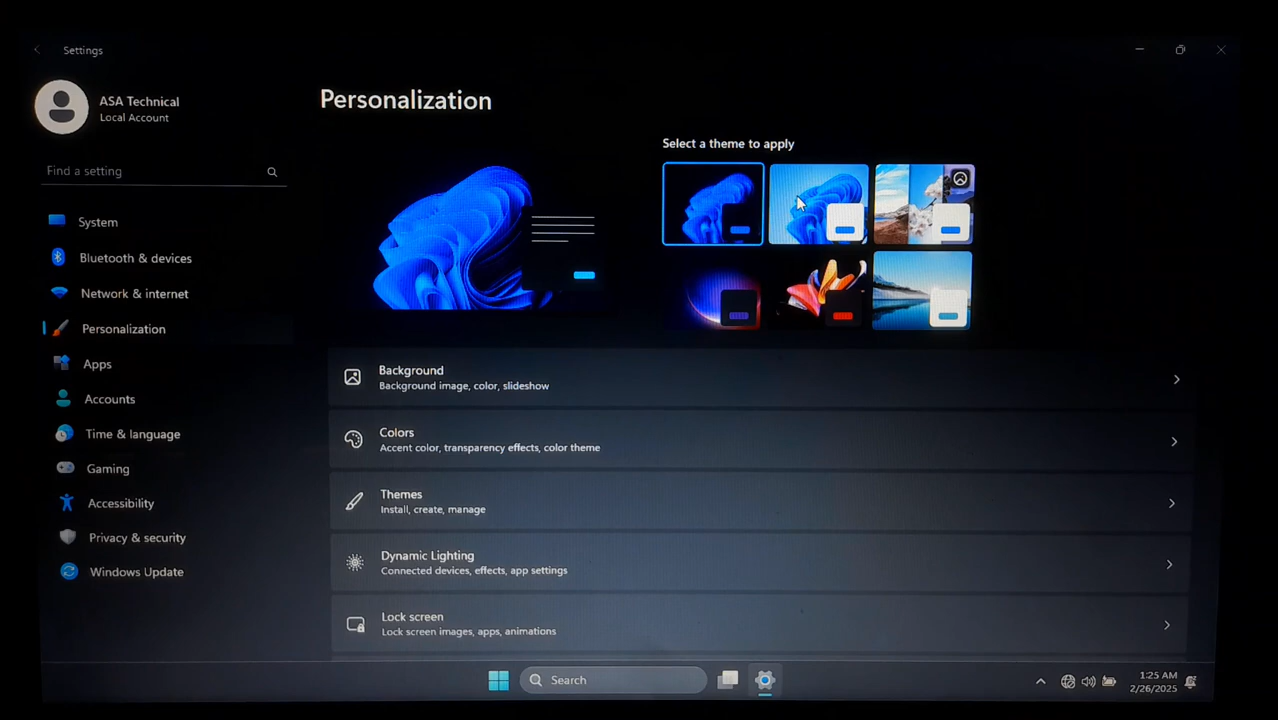 Settings
ASA Technical
Local Account
Find a setting
System
Bluetooth & devices
Network & internet
Personalization
Apps
Accounts
Time & language
Gaming
Accessibility
Privacy & security
Windows Update
Personalization
Select a theme to apply
Background
Background image, color, slideshow
Colors
Accent color, transparency effects, color theme
Themes
Install, create, manage
Dynamic Lighting
Connected devices, effects, app settings
Lock screen
Lock screen images, apps, animations
Search
1:25 AM
2/26/2025